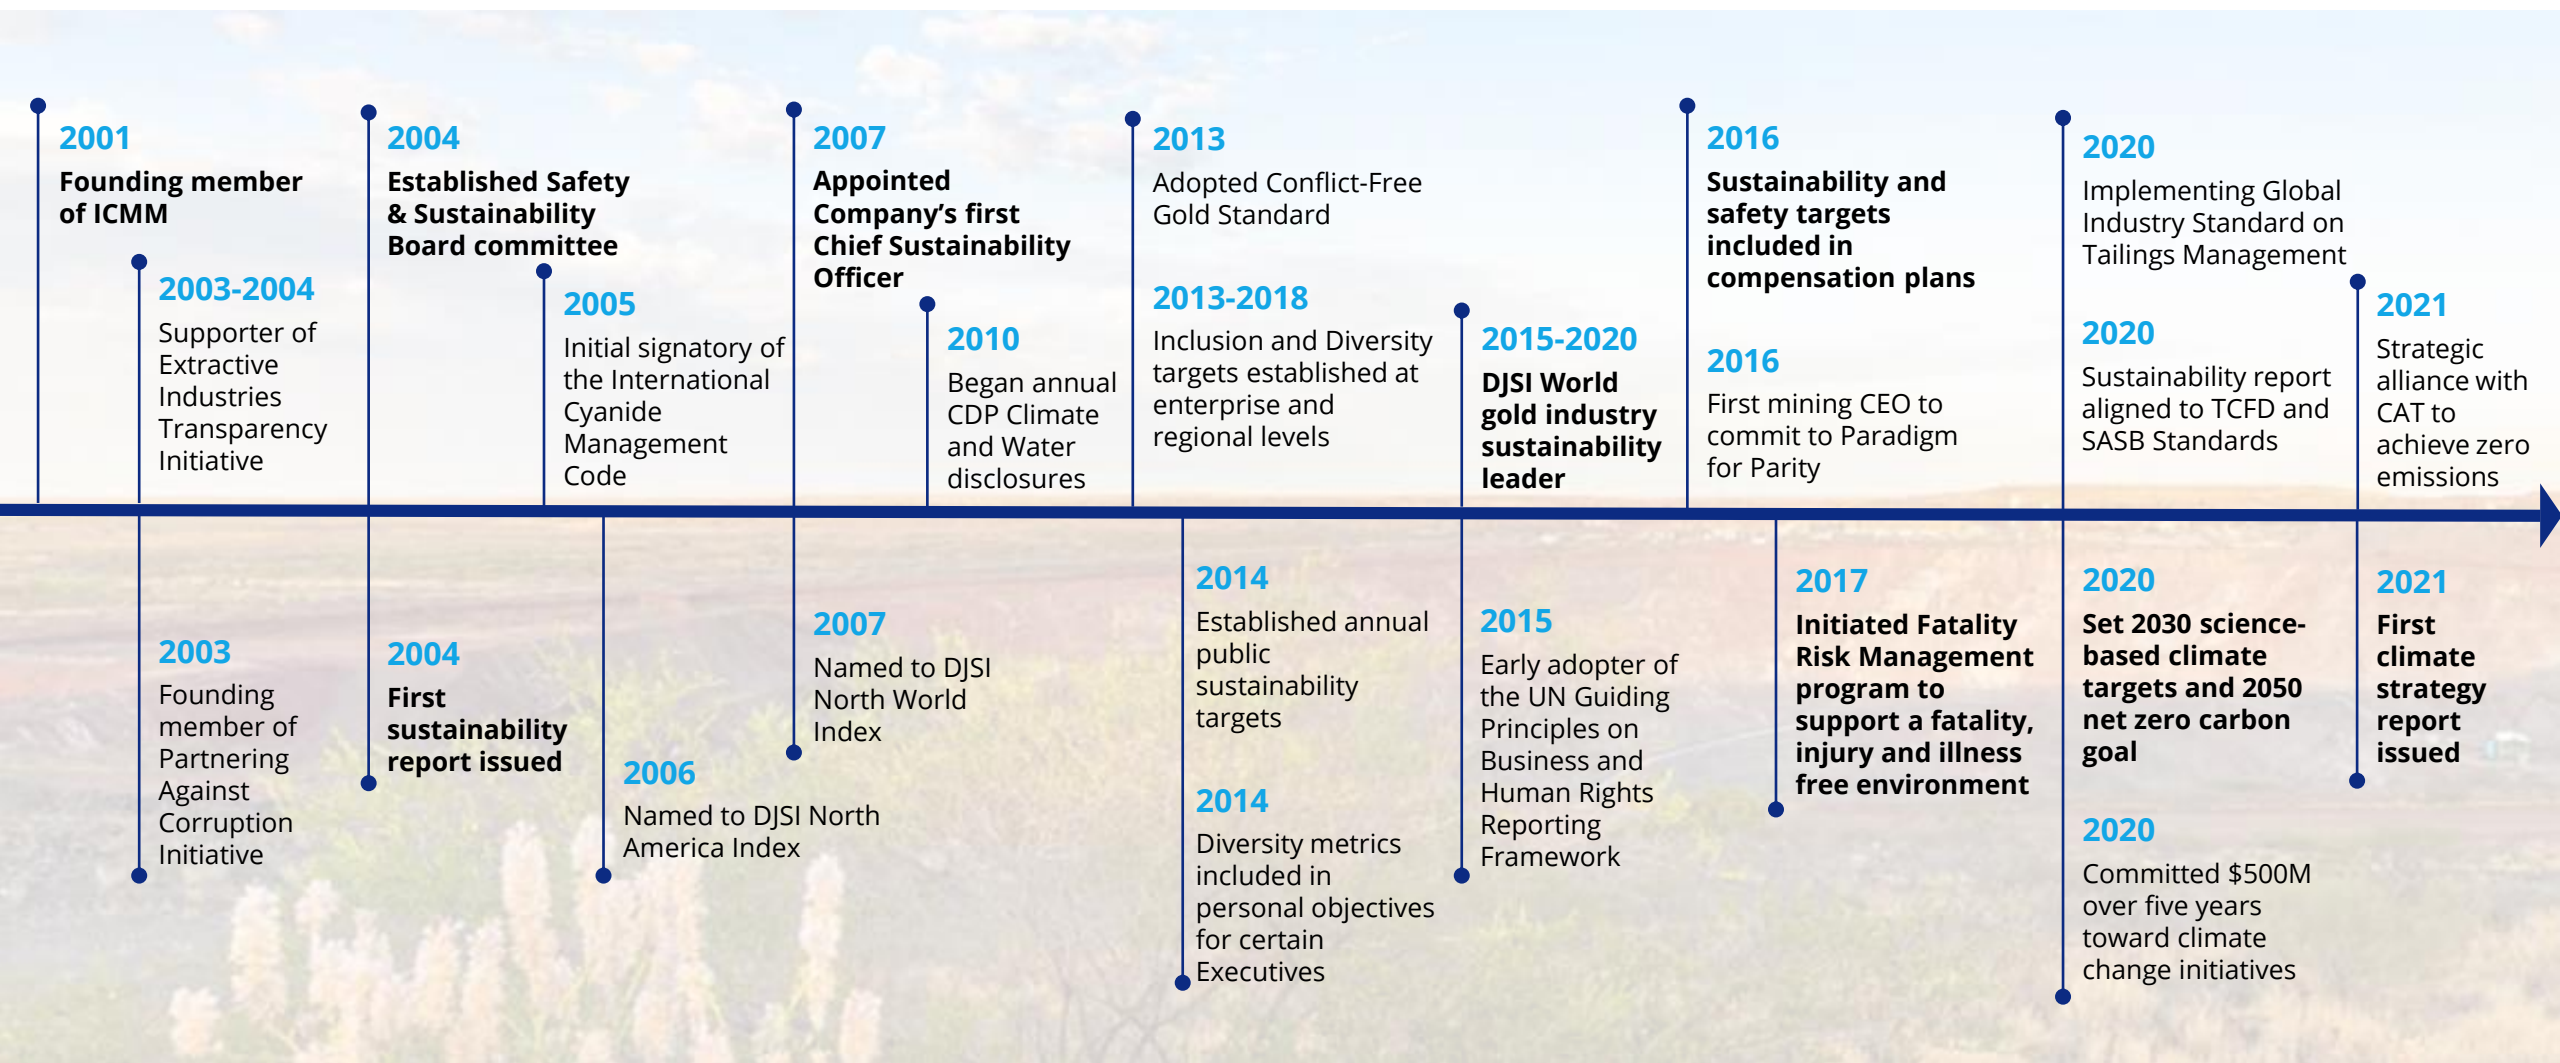 2001
Founding member
of ICMM
2003-2004
Supporter of
Extractive
Industries
Transparency
Initiative
2003
Founding
member of
Partnering
Against
Corruption
Initiative
2004
Established Safety
& Sustainability
Board committee
2004
First
sustainability
report issued
2005
Initial signatory of
the International
Cyanide
Management
Code
2006
Named to DJSI North
America Index
2007
Appointed
Company’s first
Chief Sustainability
Officer
2007
Named to DJSI
North World
Index
2010
Began annual
CDP Climate
and Water
disclosures
2013
Adopted Conflict-Free
Gold Standard
2013-2018
Inclusion and Diversity
targets established at
enterprise and
regional levels
2014
Established annual
public
sustainability
targets
2014
Diversity metrics
included in
personal objectives
for certain
Executives
2015-2020
DJSI World
gold industry
sustainability
leader
2015
Early adopter of
the UN Guiding
Principles on
Business and
Human Rights
Reporting
Framework
2016
Sustainability and
safety targets
included in
compensation plans
2016
First mining CEO to
commit to Paradigm
for Parity
2017
Initiated Fatality
Risk Management
program to
support a fatality,
injury and illness
free environment
2020
Implementing Global
Industry Standard on
Tailings Management
2020
Sustainability report
aligned to TCFD and
SASB Standards
2020
Set 2030 science-
based climate
targets and 2050
net zero carbon
goal
2020
Committed $500M
over five years
toward climate
change initiatives
2021
Strategic
alliance with
CAT to
achieve zero
emissions
2021
First
climate
strategy
report
issued